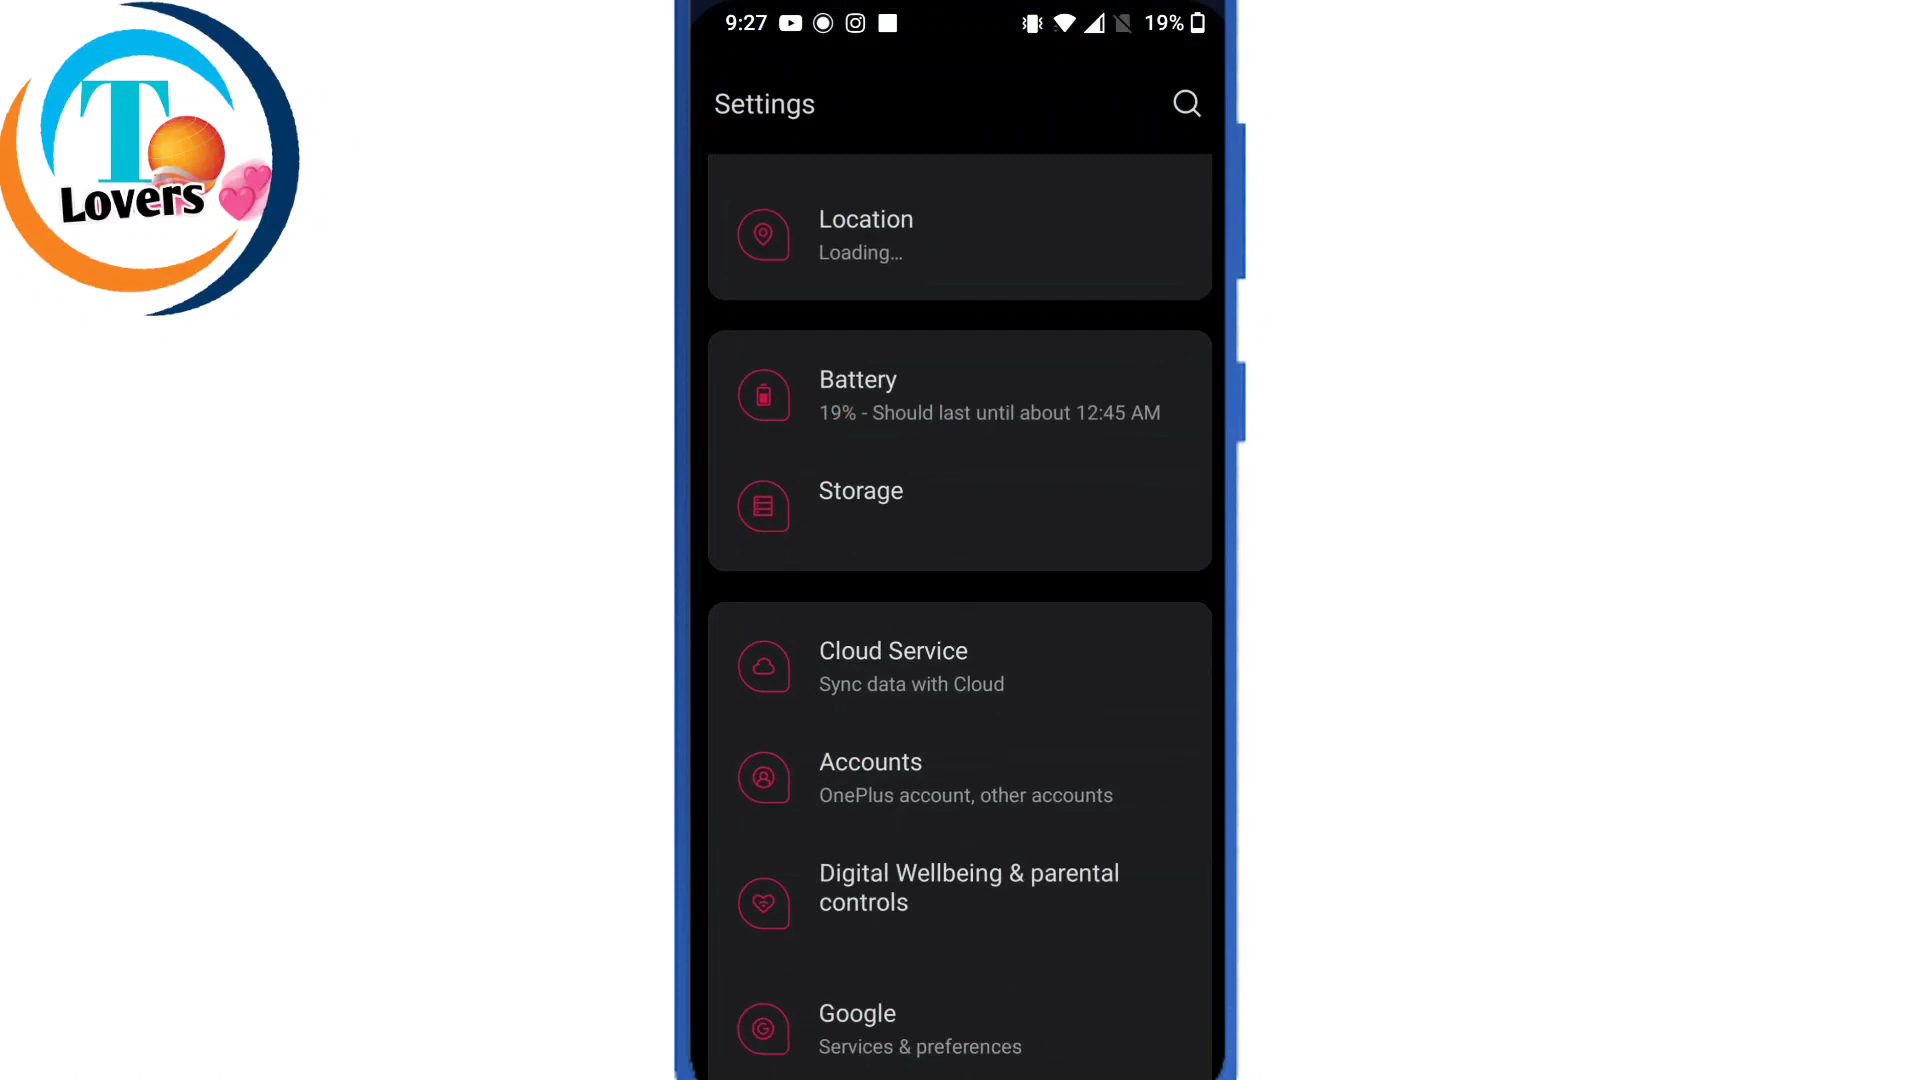 T
Lovers
9:27
19%
Settings
Location
Loading...
Battery
19% - Should last until about 12:45 AM
Storage
Cloud Service
Sync data with Cloud
Accounts
OnePlus account, other accounts
Digital Wellbeing & parental
controls
Google
Services & preferences